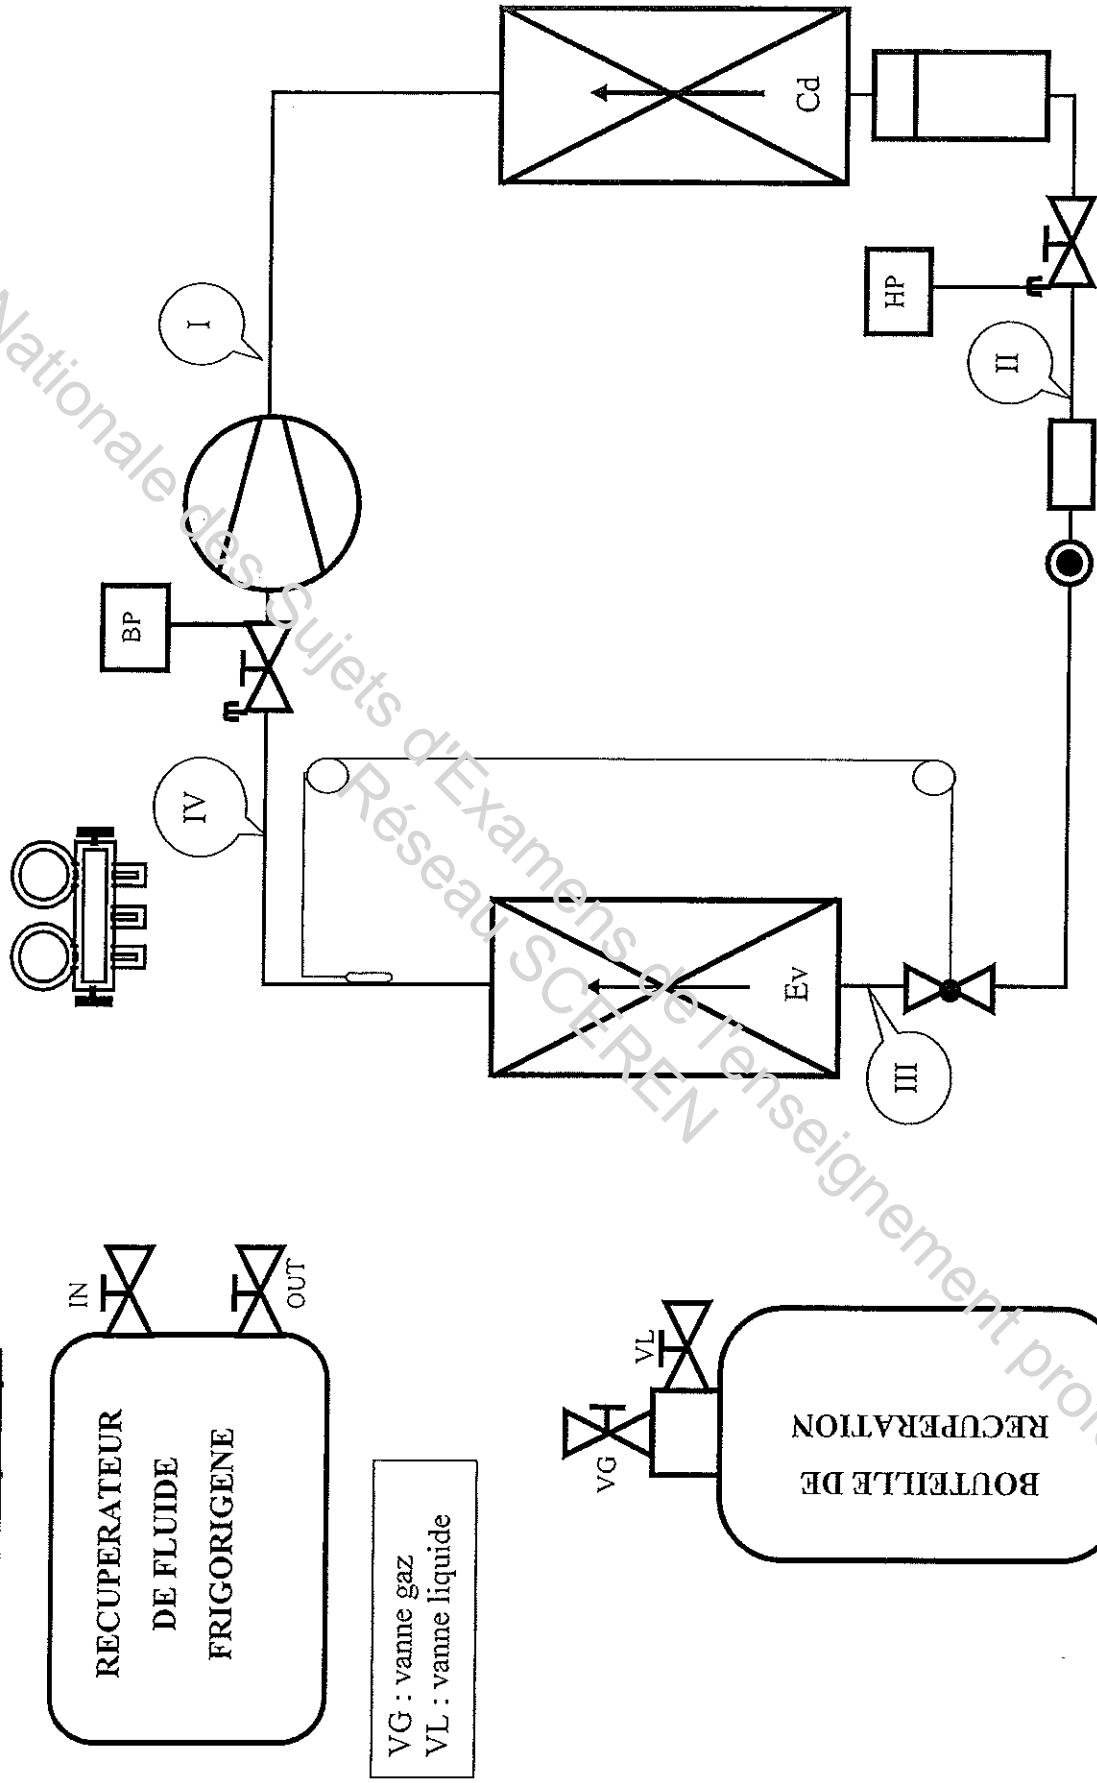 RECUPERATEUR
DE FLUIDE
FRIGORIGENE
IN
OUT
VG : vanne gaz
VL : vanne liquide
VG
VL
BOUTEILLE DE
RECUPERATION
BP
HP
I
II
III
IV
Ev
Cd
Nationale des Sujets d'Examens de l'enseignement
Réseau SCEREN